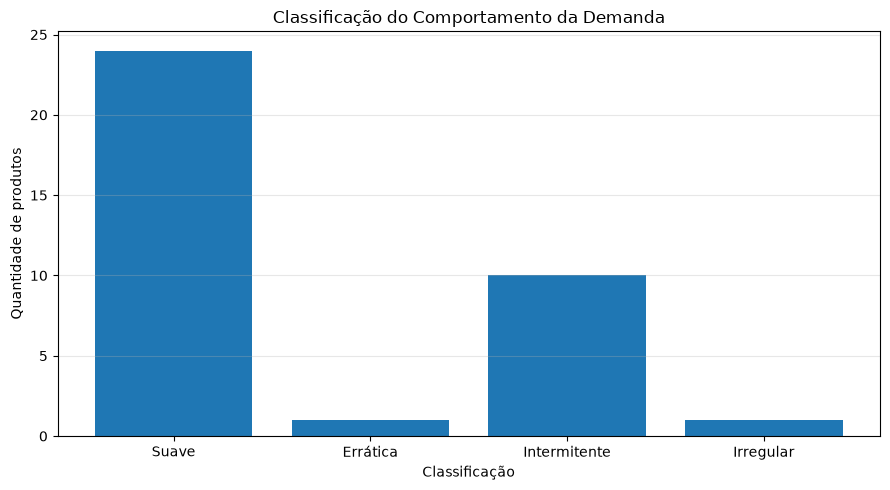 Classificação do Comportamento da Demanda
25
20
15
10
5
0
Quantidade de produtos
Suave
Errática
Intermitente
Irregular
Classificação